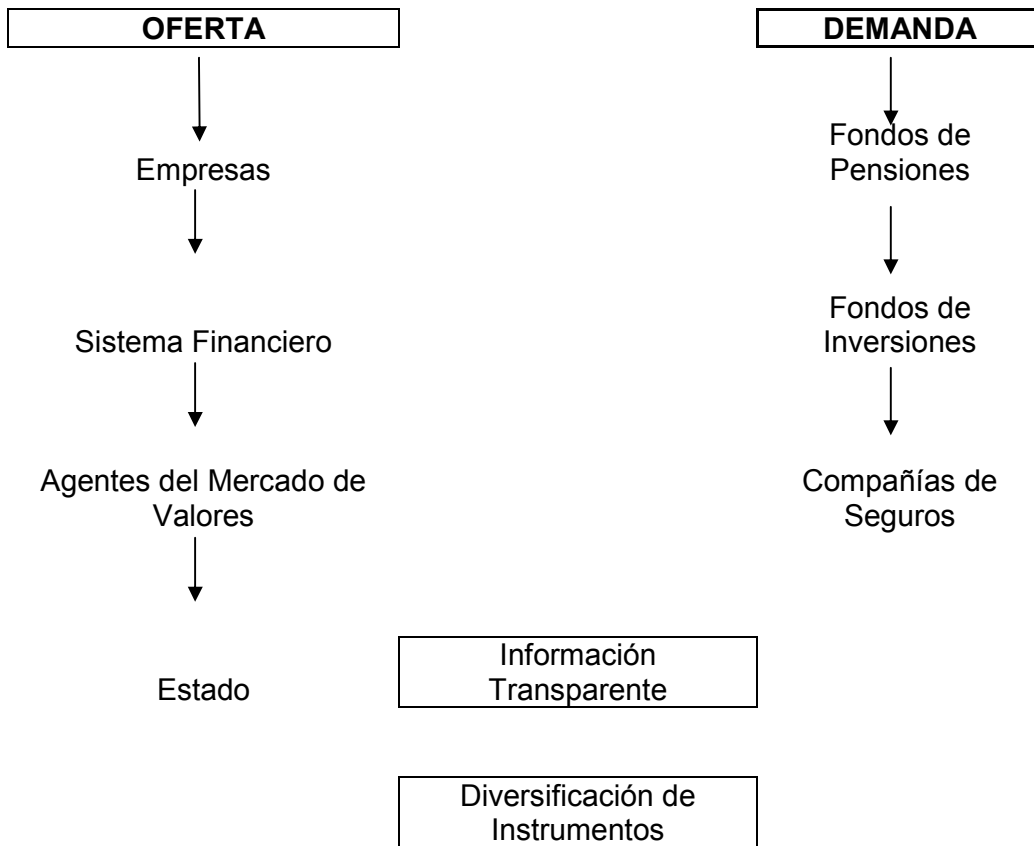 OFERTA
Empresas
Sistema Financiero
Agentes del Mercado de
Valores
Estado
DEMANDA
Fondos de
Pensiones
Fondos de
Inversiones
Compañías de
Seguros
Información
Transparente
Diversificación de
Instrumentos